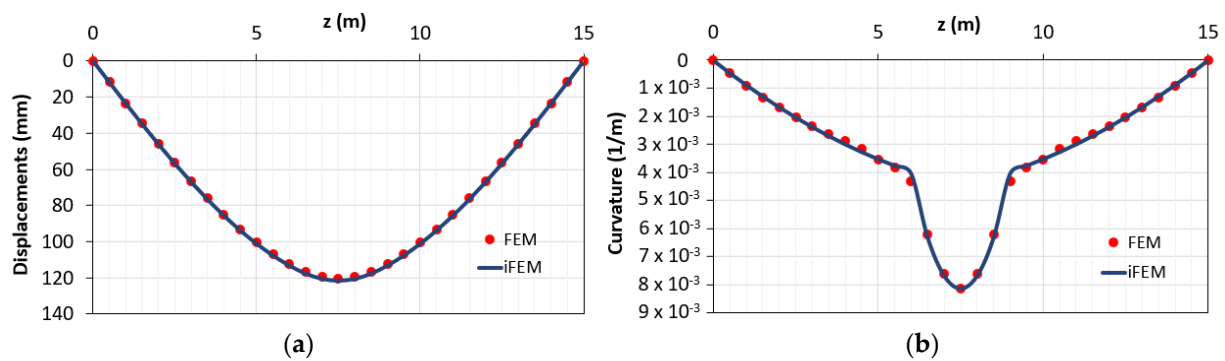 z (m)
0 5 10 15
0
20
40
60
80
100
120
140
Displacements (mm)
FEM
iFEM
(a)
z (m)
0 5 10 15
0
1 x 10⁻³
2 x 10⁻³
3 x 10⁻³
4 x 10⁻³
5 x 10⁻³
6 x 10⁻³
7 x 10⁻³
8 x 10⁻³
9 x 10⁻³
Curvature (1/m)
FEM
iFEM
(b)